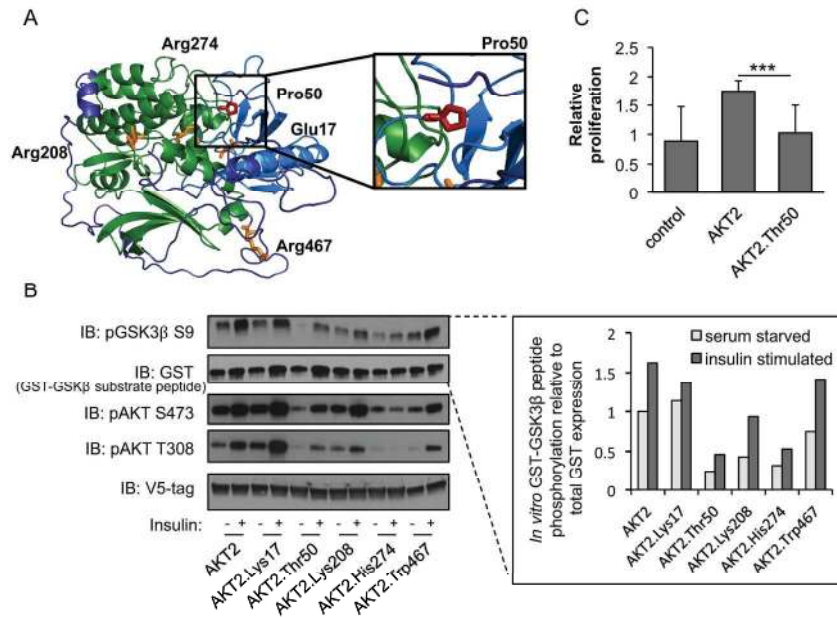 A
Arg274
Pro50
Glu17
Arg208
Arg467
Pro50
C
Relative
proliferation
2.5
2
1.5
1
0.5
0
***
control
AKT2
AKT2.Thr50
B
IB: pGSK3β S9
IB: GST
(GST-GSKβ substrate peptide)
IB: pAKT S473
IB: pAKT T308
IB: V5-tag
Insulin: - + - + - + - + - + - +
AKT2
AKT2.Lys17
AKT2.Thr50
AKT2.Lys208
AKT2.His274
AKT2.Trp467
In vitro GST-GSK3β peptide
phosphorylation relative to
total GST expression
2
1.5
1
0.5
0
serum starved
insulin stimulated
AKT2
AKT2.Lys17
AKT2.Thr50
AKT2.Lys208
AKT2.His274
AKT2.Trp467